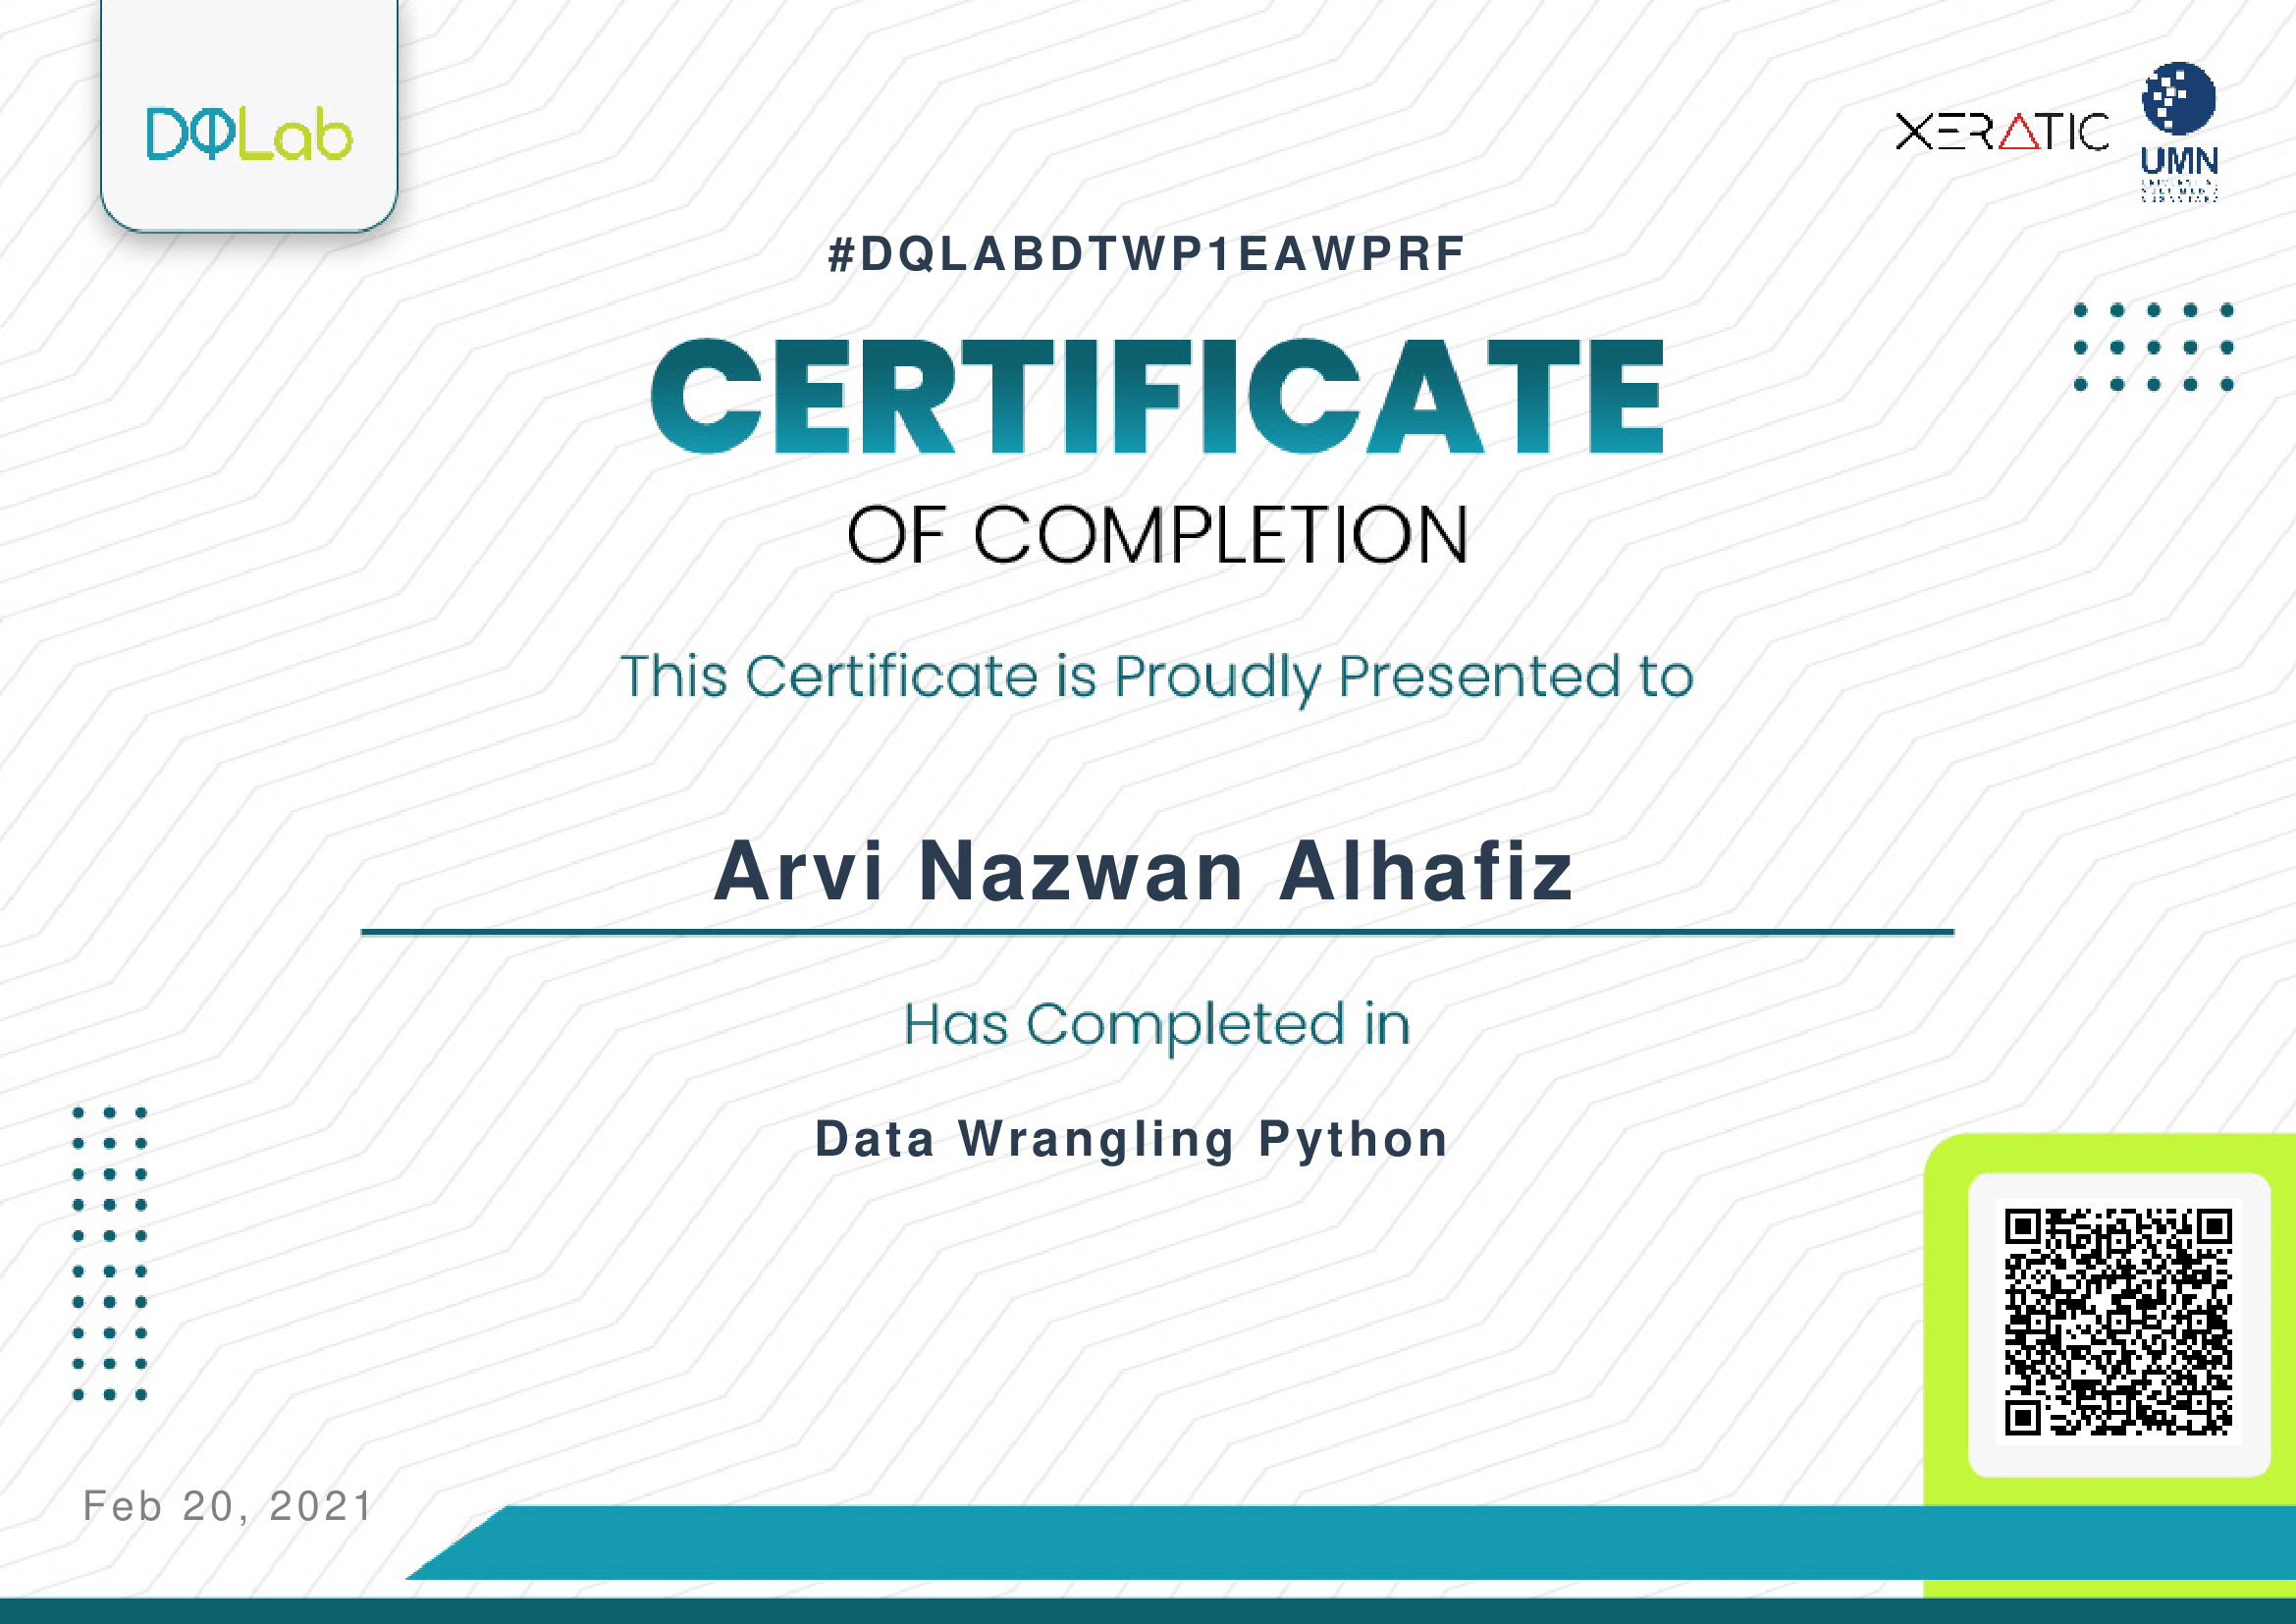 DQLab
XERATIC
UMN
#DQLABDTWP1EAWPRF
CERTIFICATE
OF COMPLETION
This Certificate is Proudly Presented to
Arvi Nazwan Alhafiz
Has Completed in
Data Wrangling Python
Feb 20, 2021